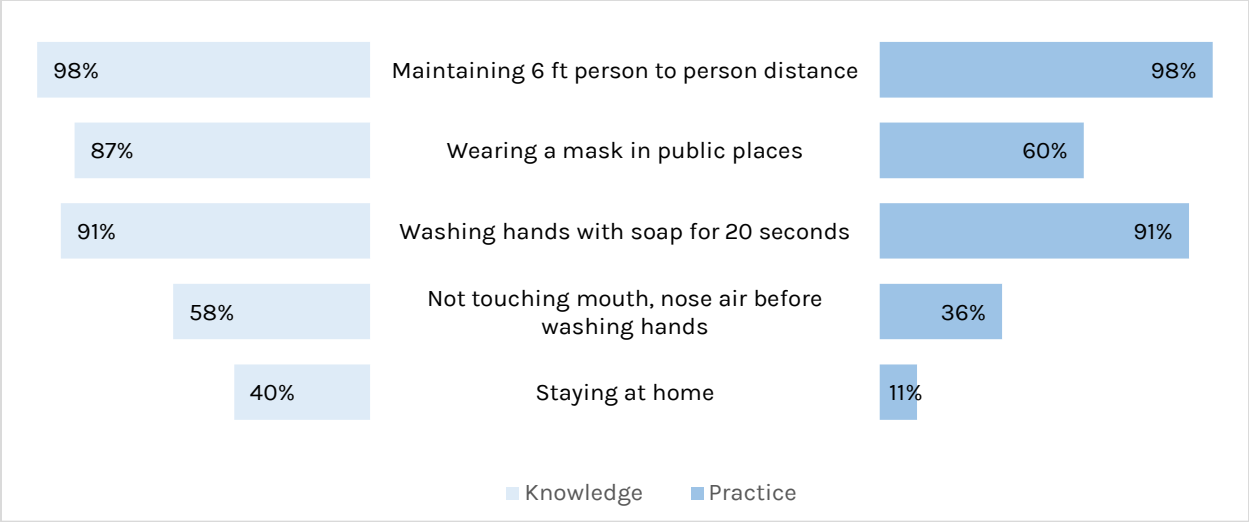 98% Maintaining 6 ft person to person distance 98%
87% Wearing a mask in public places 60%
91% Washing hands with soap for 20 seconds 91%
58% Not touching mouth, nose air before 36%
washing hands
40% Staying at home 11%
Knowledge Practice